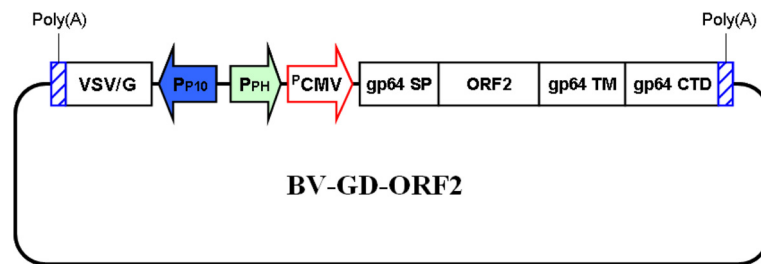 Poly(A) Poly(A)
VSV/G PP10 PPH PCMV gp64 SP ORF2 gp64 TM gp64 CTD
BV-GD-ORF2